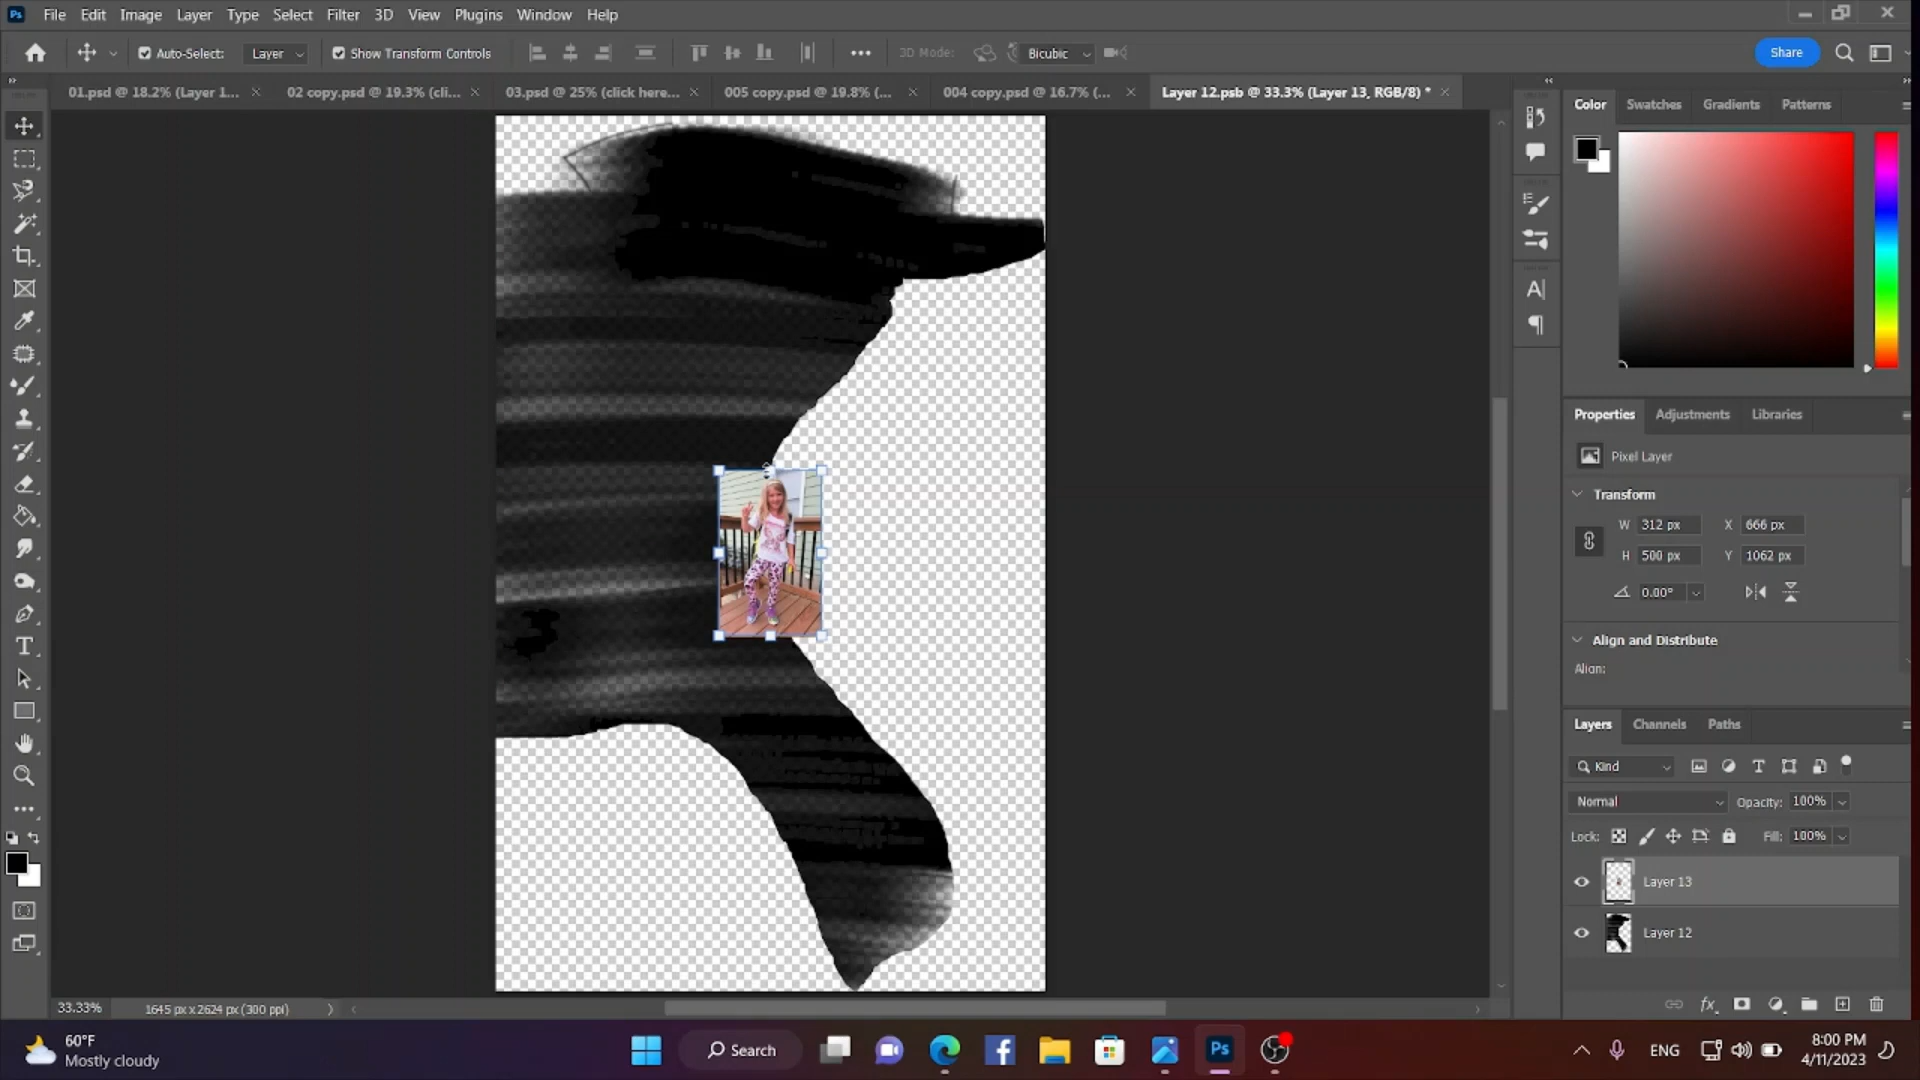 Ps File Edit Image Layer Type Select Filter 3D View Plugins Window Help
Auto-Select: Layer Show Transform Controls 3D Mode: Bicubic Share
01.psd @ 18.2% (Layer 1... 02 copy.psd @ 19.3% (cli... 03.psd @ 25% (click here... 005 copy.psd @ 19.8% (... 004 copy.psd @ 16.7% (... Layer 12.psb @ 33.3% (Layer 13, RGB/8) *
Color Swatches Gradients Patterns
Properties Adjustments Libraries
Pixel Layer
Transform
W 312 px X 666 px
H 500 px Y 1062 px
0.00°
Align and Distribute
Align:
Layers Channels Paths
Kind
Normal Opacity: 100%
Lock: Fill: 100%
Layer 13
Layer 12
33.33% 1645 px x 2624 px (300 ppi)
60°F
Mostly cloudy
Search
Ps
ENG
8:00 PM
4/11/2023